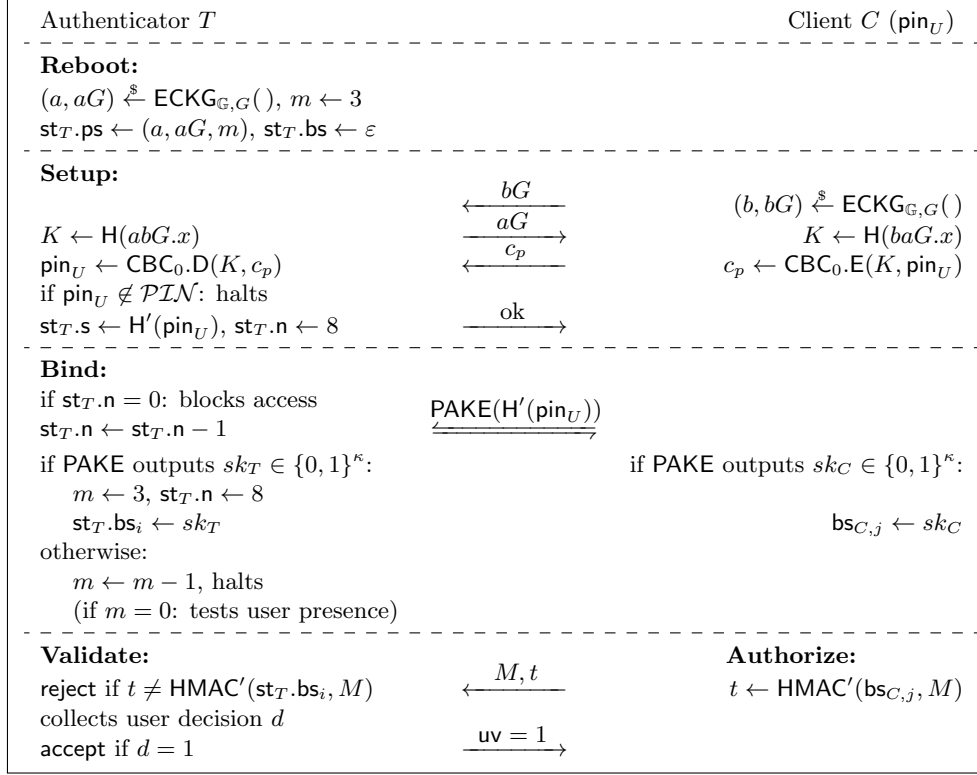 Authenticator T Client C (pin_U)
Reboot:
(a, aG) ←$ ECKG_{𝔾,G}( ), m ← 3
st_T.ps ← (a, aG, m), st_T.bs ← ε
Setup:
bG
(b, bG) ←$ ECKG_{𝔾,G}( )
aG
K ← H(abG.x) K ← H(baG.x)
c_p
pin_U ← CBC_0.D(K, c_p) c_p ← CBC_0.E(K, pin_U)
if pin_U ∉ 𝒫ℐ𝒩: halts
st_T.s ← H′(pin_U), st_T.n ← 8 ok
Bind:
if st_T.n = 0: blocks access
PAKE(H′(pin_U))
st_T.n ← st_T.n − 1
if PAKE outputs sk_T ∈ {0, 1}^κ: if PAKE outputs sk_C ∈ {0, 1}^κ:
m ← 3, st_T.n ← 8
st_T.bs_i ← sk_T bs_{C,j} ← sk_C
otherwise:
m ← m − 1, halts
(if m = 0: tests user presence)
Validate: Authorize:
M, t
reject if t ≠ HMAC′(st_T.bs_i, M) t ← HMAC′(bs_{C,j}, M)
collects user decision d
accept if d = 1 uv = 1